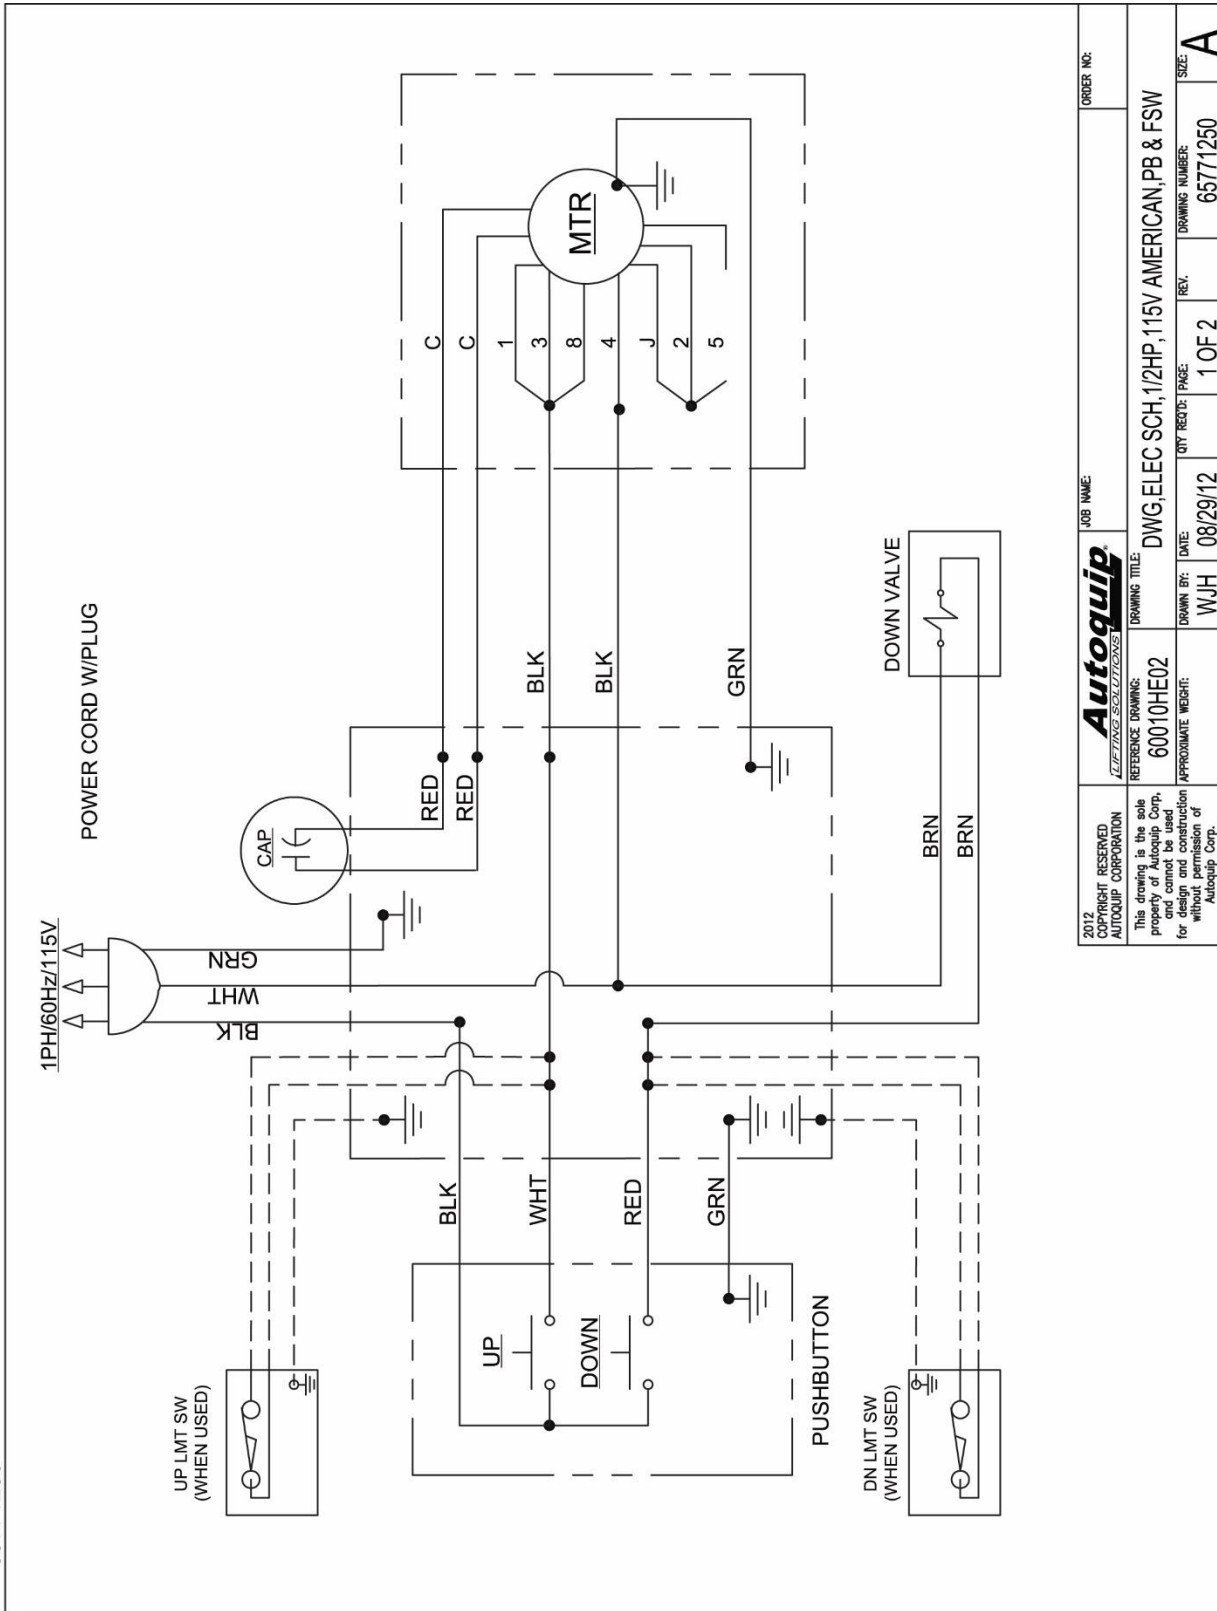 POWER CORD W/PLUG
1PH/60Hz/115V
BLK
WHT
GRN
CAP
RED
RED
C
C
1
3
8
4
J
2
5
MTR
BLK
BLK
GRN
DOWN VALVE
BRN
BRN
UP LMT SW
(WHEN USED)
BLK
WHT
RED
GRN
UP
DOWN
PUSHBUTTON
DN LMT SW
(WHEN USED)
2012
COPYRIGHT RESERVED
AUTOQUIP CORPORATION
This drawing is the sole
property of Autoquip Corp,
and cannot be used
for design and construction
without permission of
Autoquip Corp.
Autoquip
LIFTING SOLUTIONS
JOB NAME:
ORDER NO:
REFERENCE DRAWING:
60010HE02
DRAWING TITLE:
DWG,ELEC SCH,1/2HP,115V AMERICAN,PB & FSW
APPROXIMATE WEIGHT:
DRAWN BY:
WJH
DATE:
08/29/12
QTY REQ'D:
PAGE:
1 OF 2
REV.
DRAWING NUMBER:
65771250
SIZE:
A